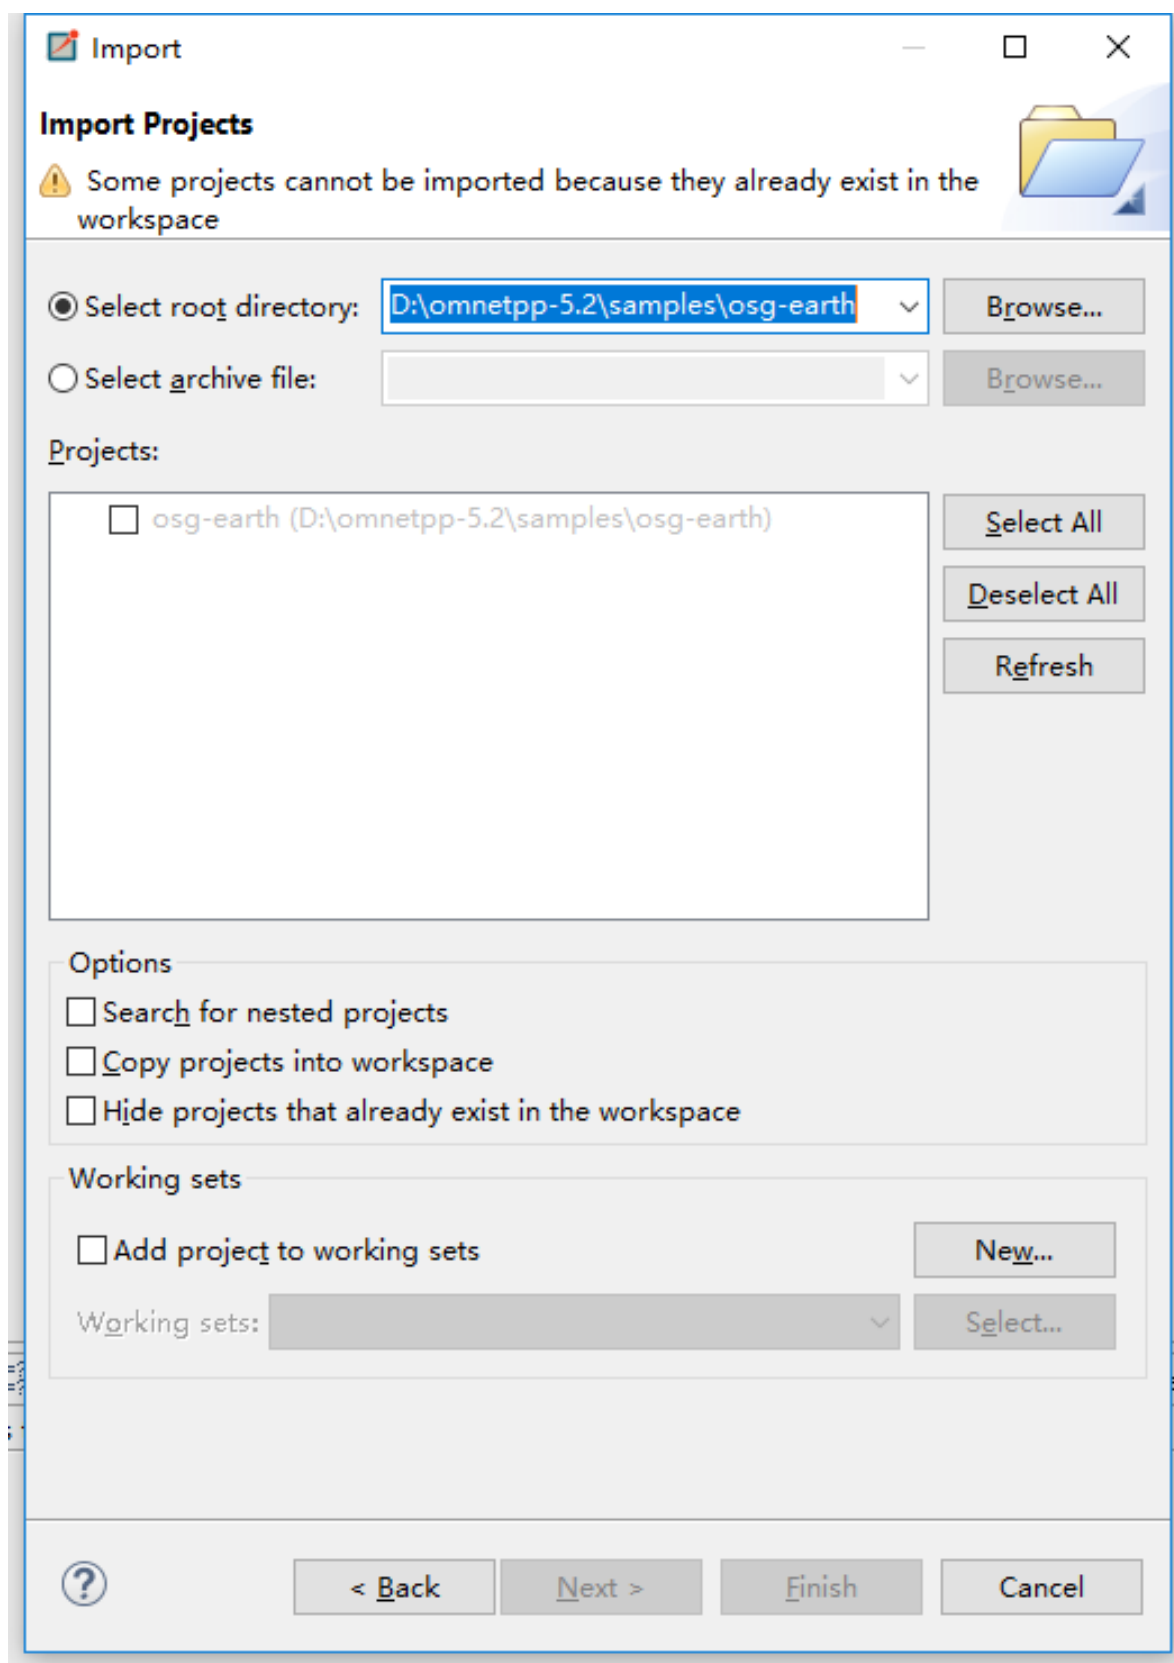 Import
Import Projects
Some projects cannot be imported because they already exist in the
workspace
Select root directory: D:\omnetpp-5.2\samples\osg-earth Browse...
Select archive file: Browse...
Projects:
osg-earth (D:\omnetpp-5.2\samples\osg-earth)
Select All
Deselect All
Refresh
Options
Search for nested projects
Copy projects into workspace
Hide projects that already exist in the workspace
Working sets
Add project to working sets New...
Working sets: Select...
? < Back Next > Finish Cancel